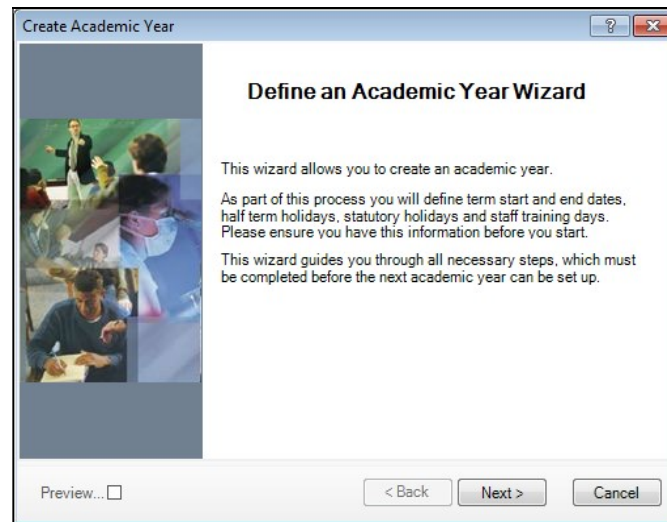 Create Academic Year
Define an Academic Year Wizard
This wizard allows you to create an academic year.
As part of this process you will define term start and end dates,
half term holidays, statutory holidays and staff training days.
Please ensure you have this information before you start.
This wizard guides you through all necessary steps, which must
be completed before the next academic year can be set up.
Preview...
< Back
Next >
Cancel